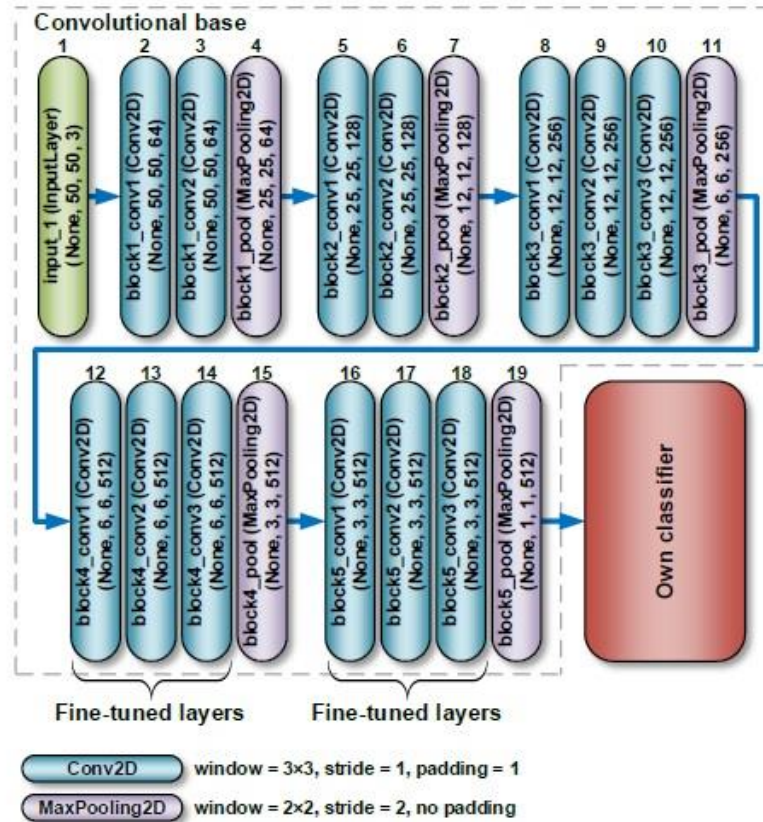 Convolutional base
1
2
3
4
5
6
7
8
9
10
11
input_1 (InputLayer)
(None, 50, 50, 3)
block1_conv1 (Conv2D)
(None, 50, 50, 64)
block1_conv2 (Conv2D)
(None, 50, 50, 64)
block1_pool (MaxPooling2D)
(None, 25, 25, 64)
block2_conv1 (Conv2D)
(None, 25, 25, 128)
block2_conv2 (Conv2D)
(None, 25, 25, 128)
block2_pool (MaxPooling2D)
(None, 12, 12, 128)
block3_conv1 (Conv2D)
(None, 12, 12, 256)
block3_conv2 (Conv2D)
(None, 12, 12, 256)
block3_conv3 (Conv2D)
(None, 12, 12, 256)
block3_pool (MaxPooling2D)
(None, 6, 6, 256)
12
13
14
15
16
17
18
19
block4_conv1 (Conv2D)
(None, 6, 6, 512)
block4_conv2 (Conv2D)
(None, 6, 6, 512)
block4_conv3 (Conv2D)
(None, 6, 6, 512)
block4_pool (MaxPooling2D)
(None, 3, 3, 512)
block5_conv1 (Conv2D)
(None, 3, 3, 512)
block5_conv2 (Conv2D)
(None, 3, 3, 512)
block5_conv3 (Conv2D)
(None, 3, 3, 512)
block5_pool (MaxPooling2D)
(None, 1, 1, 512)
Own classifier
Fine-tuned layers
Fine-tuned layers
Conv2D
window = 3×3, stride = 1, padding = 1
MaxPooling2D
window = 2×2, stride = 2, no padding